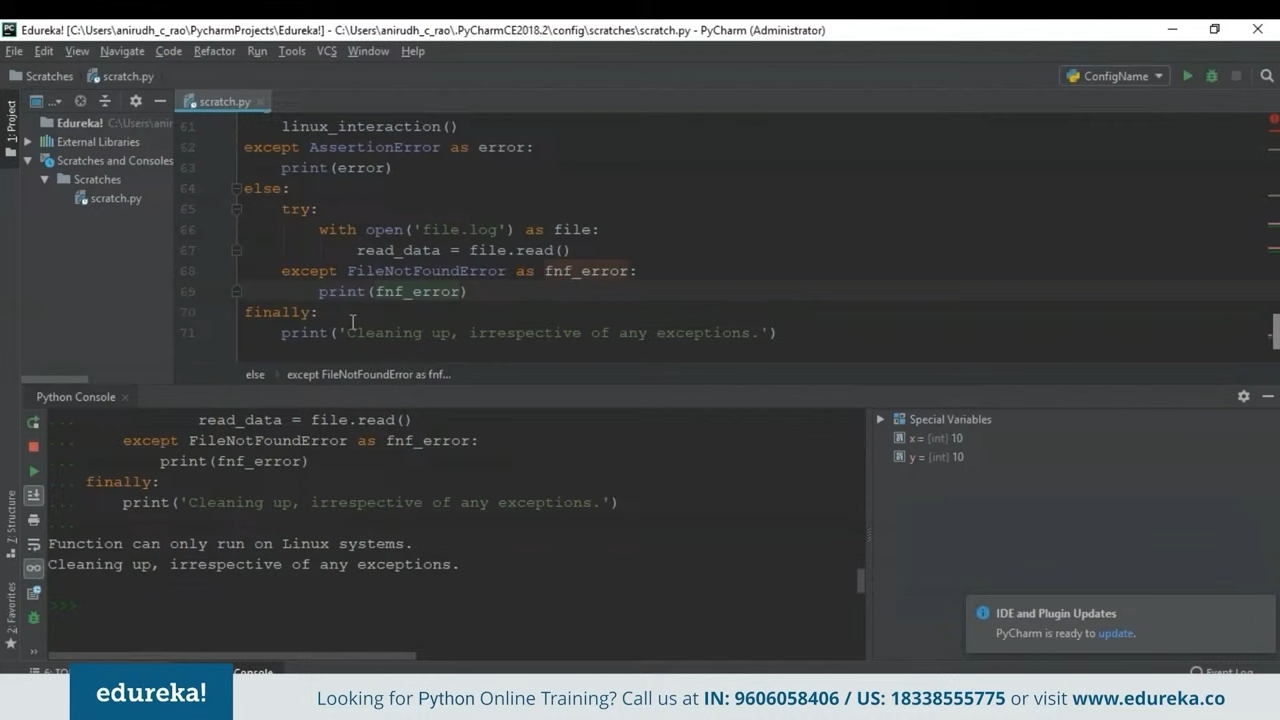 Edureka! [C:\Users\anirudh_c_rao\PycharmProjects\Edureka!] - C:\Users\anirudh_c_rao\.PyCharmCE2018.2\config\scratches\scratch.py - PyCharm (Administrator)
File Edit View Navigate Code Refactor Run Tools VCS Window Help
Scratches scratch.py ConfigName
1: Project
... scratch.py
Edureka! C:\Users\anir
External Libraries
Scratches and Consoles
Scratches
scratch.py
61 linux_interaction()
62 except AssertionError as error:
63 print(error)
64 else:
65 try:
66 with open('file.log') as file:
67 read_data = file.read()
68 except FileNotFoundError as fnf_error:
69 print(fnf_error)
70 finally:
71 print('Cleaning up, irrespective of any exceptions.')
else except FileNotFoundError as fnf...
Python Console
... read_data = file.read()
... except FileNotFoundError as fnf_error:
... print(fnf_error)
... finally:
... print('Cleaning up, irrespective of any exceptions.')
...
Function can only run on Linux systems.
Cleaning up, irrespective of any exceptions.
>>>
Special Variables
x = {int} 10
y = {int} 10
Z: Structure
2: Favorites
IDE and Plugin Updates
PyCharm is ready to update.
Console
Event Log
edureka!
Looking for Python Online Training? Call us at IN: 9606058406 / US: 18338555775 or visit www.edureka.co